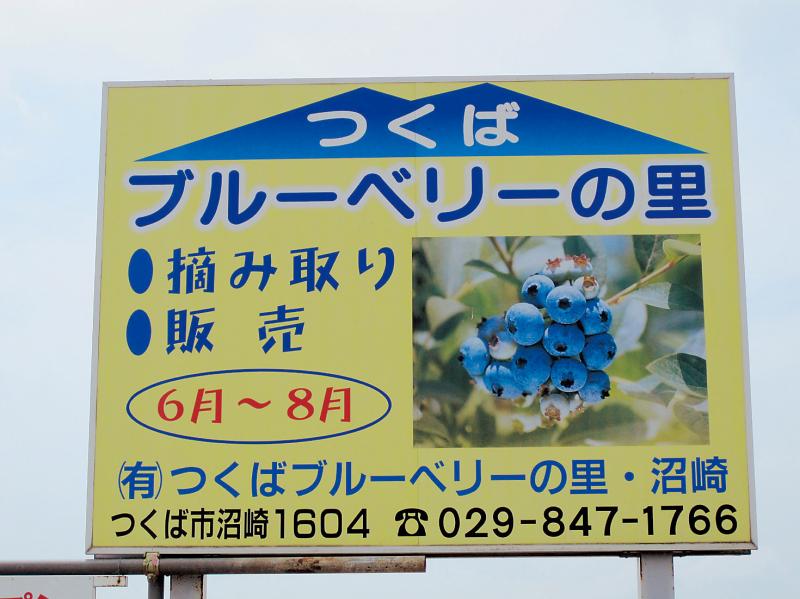 つくば
ブルーベリーの里
●摘み取り
●販 売
6月～8月
㈲つくばブルーベリーの里・沼崎
つくば市沼崎1604 ☎029-847-1766